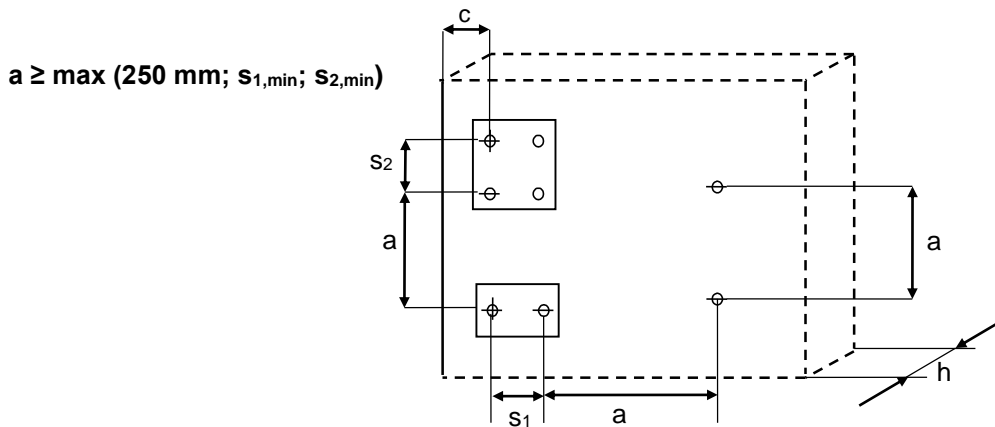 c
a ≥ max (250 mm; s1,min; s2,min)
s2
a
a
h
s1
a